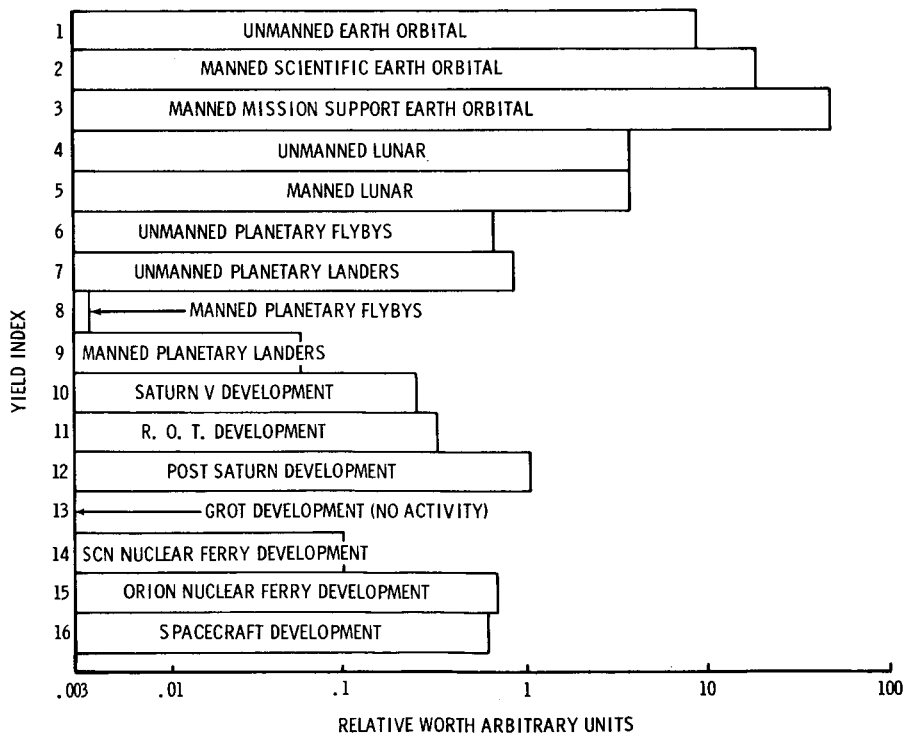 1 UNMANNED EARTH ORBITAL
2 MANNED SCIENTIFIC EARTH ORBITAL
3 MANNED MISSION SUPPORT EARTH ORBITAL
4 UNMANNED LUNAR
5 MANNED LUNAR
6 UNMANNED PLANETARY FLYBYS
7 UNMANNED PLANETARY LANDERS
8 MANNED PLANETARY FLYBYS
9 MANNED PLANETARY LANDERS
10 SATURN V DEVELOPMENT
11 R. O. T. DEVELOPMENT
12 POST SATURN DEVELOPMENT
13 GROT DEVELOPMENT (NO ACTIVITY)
14 SCN NUCLEAR FERRY DEVELOPMENT
15 ORION NUCLEAR FERRY DEVELOPMENT
16 SPACECRAFT DEVELOPMENT
YIELD INDEX
.003 .01 .1 1 10 100
RELATIVE WORTH ARBITRARY UNITS